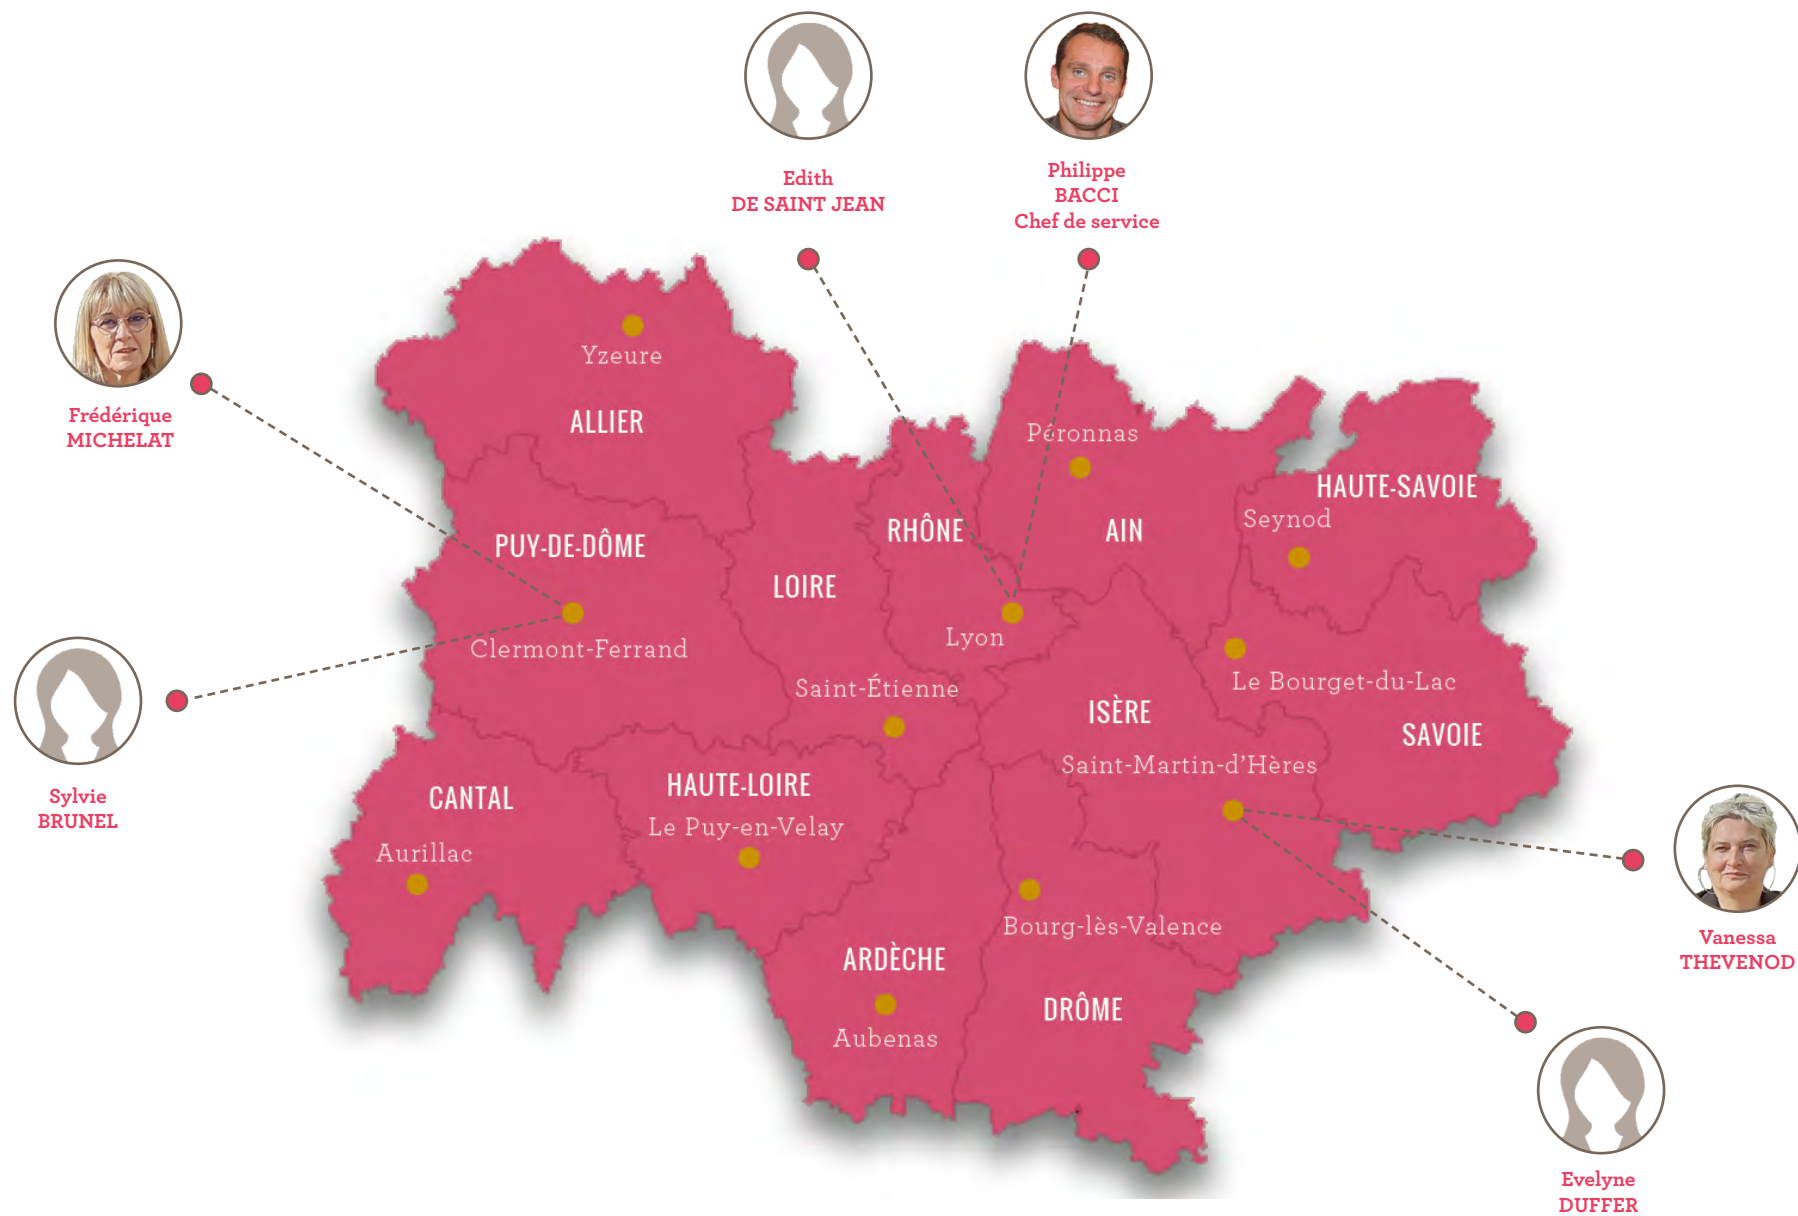 Edith
DE SAINT JEAN
Philippe
BACCI
Chef de service
Frédérique
MICHELAT
Sylvie
BRUNEL
Yzeure
ALLIER
Péronnas
HAUTE-SAVOIE
Seynod
RHÔNE
AIN
PUY-DE-DÔME
LOIRE
Lyon
Clermont-Ferrand
Le Bourget-du-Lac
Saint-Étienne
ISÈRE
SAVOIE
Saint-Martin-d'Hères
HAUTE-LOIRE
CANTAL
Le Puy-en-Velay
Aurillac
Bourg-lès-Valence
ARDÈCHE
DRÔME
Aubenas
Vanessa
THEVENOD
Evelyne
DUFFER